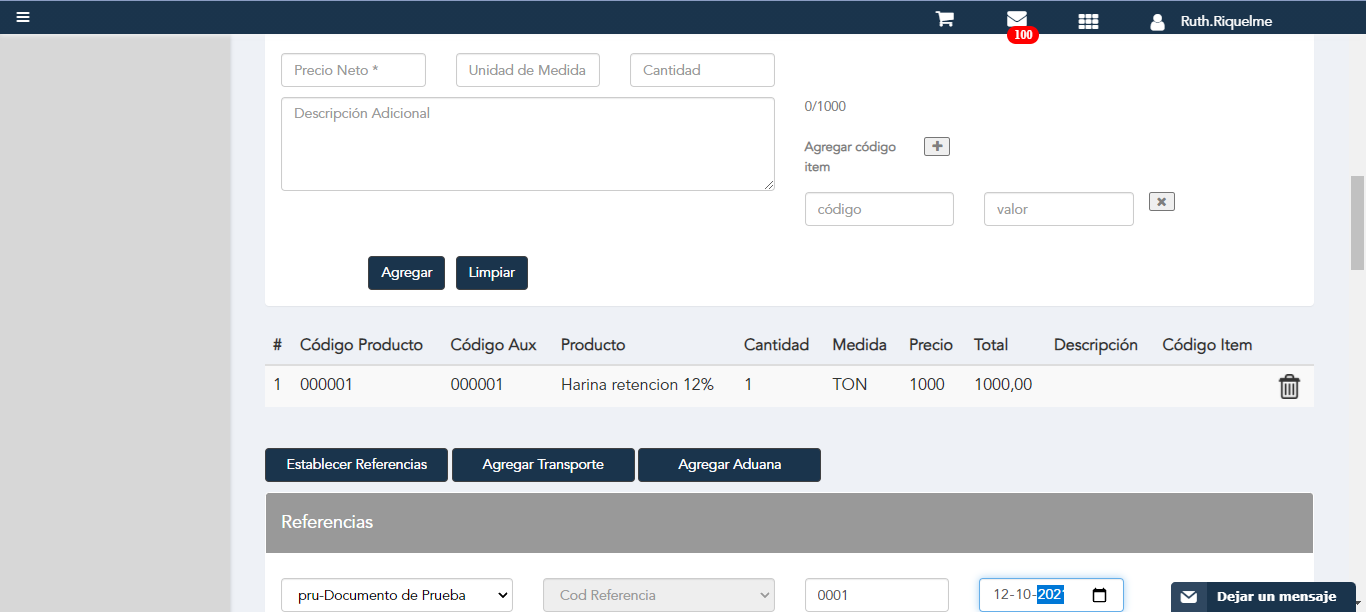 Ruth.Riquelme
100
Precio Neto * Unidad de Medida Cantidad
Descripción Adicional
0/1000
Agregar código
item
código valor
Agregar Limpiar
# Código Producto Código Aux Producto Cantidad Medida Precio Total Descripción Código Item
1 000001 000001 Harina retencion 12% 1 TON 1000 1000,00
Establecer Referencias Agregar Transporte Agregar Aduana
Referencias
pru-Documento de Prueba Cod Referencia 0001 12-10-2021
Dejar un mensaje